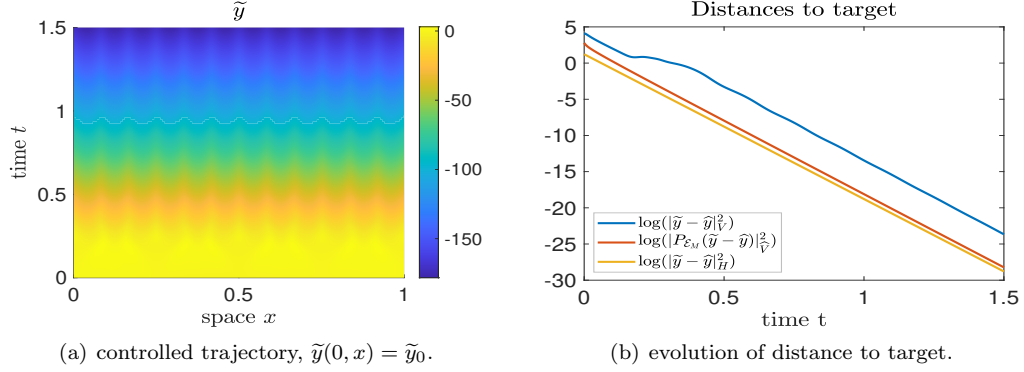 ỹ
1.5
1
0.5
0
time t
0
0.5
1
space x
0
-50
-100
-150
(a) controlled trajectory, ỹ(0, x) = ỹ₀.
Distances to target
5
0
-5
-10
-15
-20
-25
-30
log(|ỹ − ŷ|²_V)
log(|P_{ℰ_M}(ỹ − ŷ)|²_V̂)
log(|ỹ − ŷ|²_H)
0
0.5
1
1.5
time t
(b) evolution of distance to target.